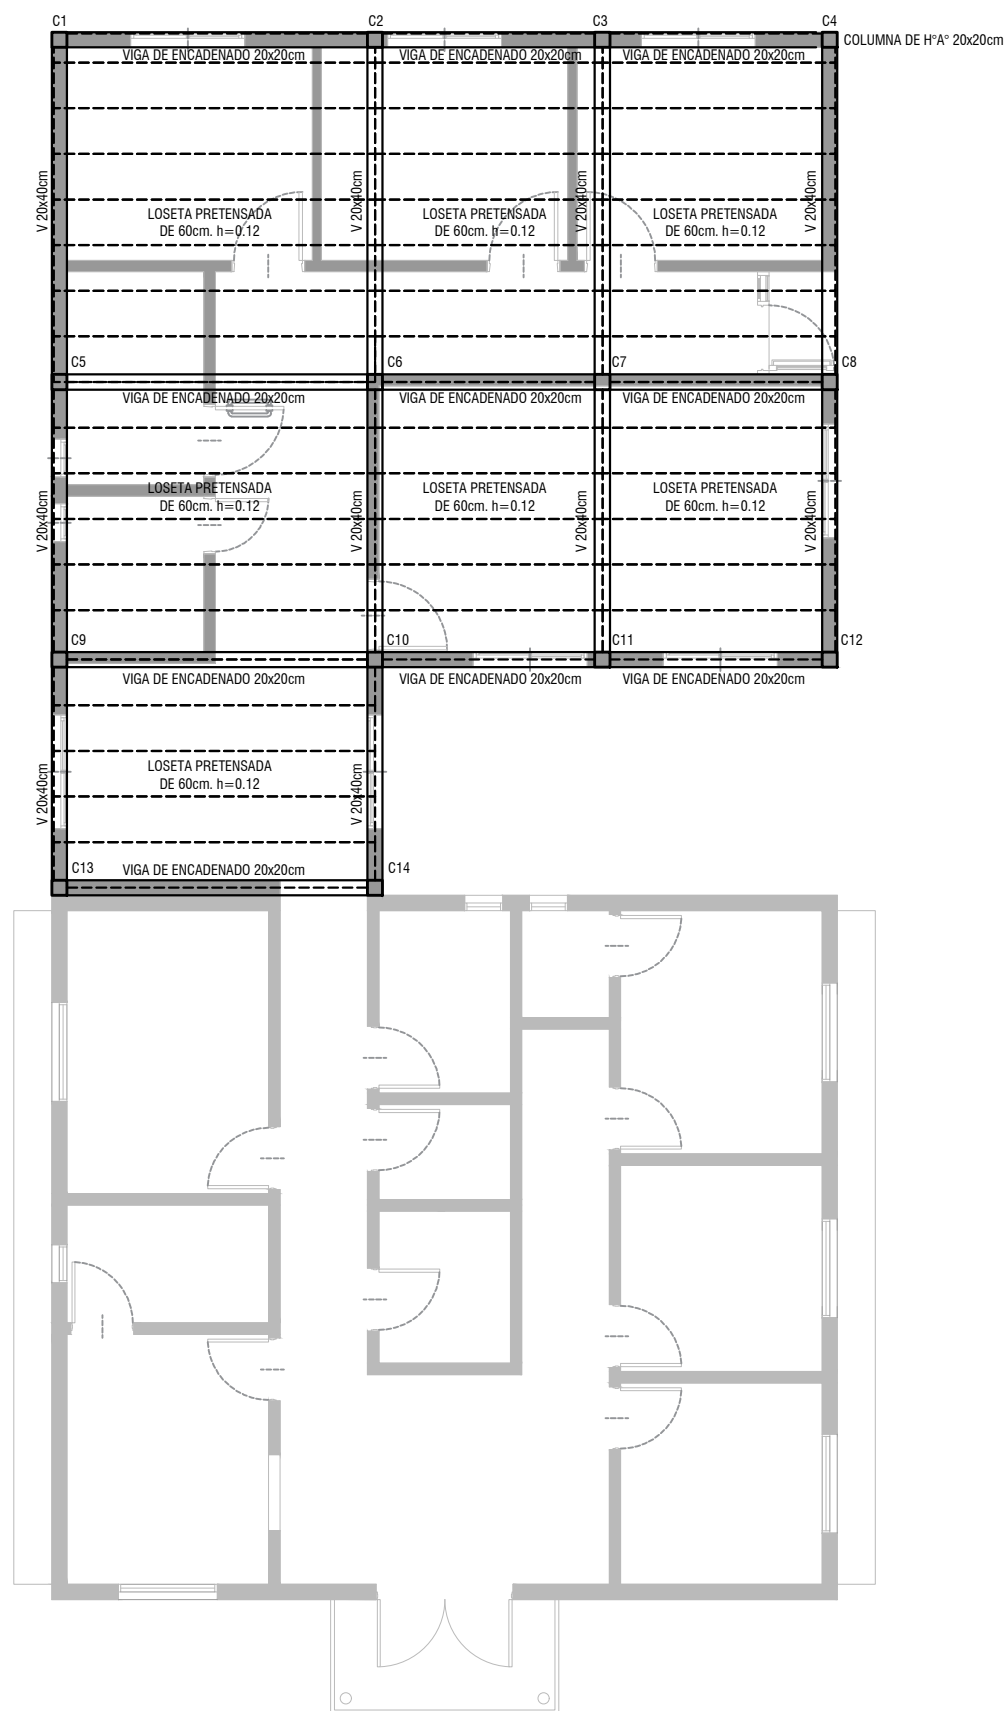 C1
C2
C3
C4
COLUMNA DE H°A° 20x20cm
VIGA DE ENCADENADO 20x20cm
VIGA DE ENCADENADO 20x20cm
VIGA DE ENCADENADO 20x20cm
V 20x40cm
V 20x40cm
V 20x40cm
V 20x40cm
LOSETA PRETENSADA
DE 60cm. h=0.12
LOSETA PRETENSADA
DE 60cm. h=0.12
LOSETA PRETENSADA
DE 60cm. h=0.12
C5
C6
C7
C8
VIGA DE ENCADENADO 20x20cm
VIGA DE ENCADENADO 20x20cm
VIGA DE ENCADENADO 20x20cm
V 20x40cm
V 20x40cm
V 20x40cm
V 20x40cm
LOSETA PRETENSADA
DE 60cm. h=0.12
LOSETA PRETENSADA
DE 60cm. h=0.12
LOSETA PRETENSADA
DE 60cm. h=0.12
C9
C10
C11
C12
VIGA DE ENCADENADO 20x20cm
VIGA DE ENCADENADO 20x20cm
VIGA DE ENCADENADO 20x20cm
V 20x40cm
V 20x40cm
LOSETA PRETENSADA
DE 60cm. h=0.12
C13
VIGA DE ENCADENADO 20x20cm
C14